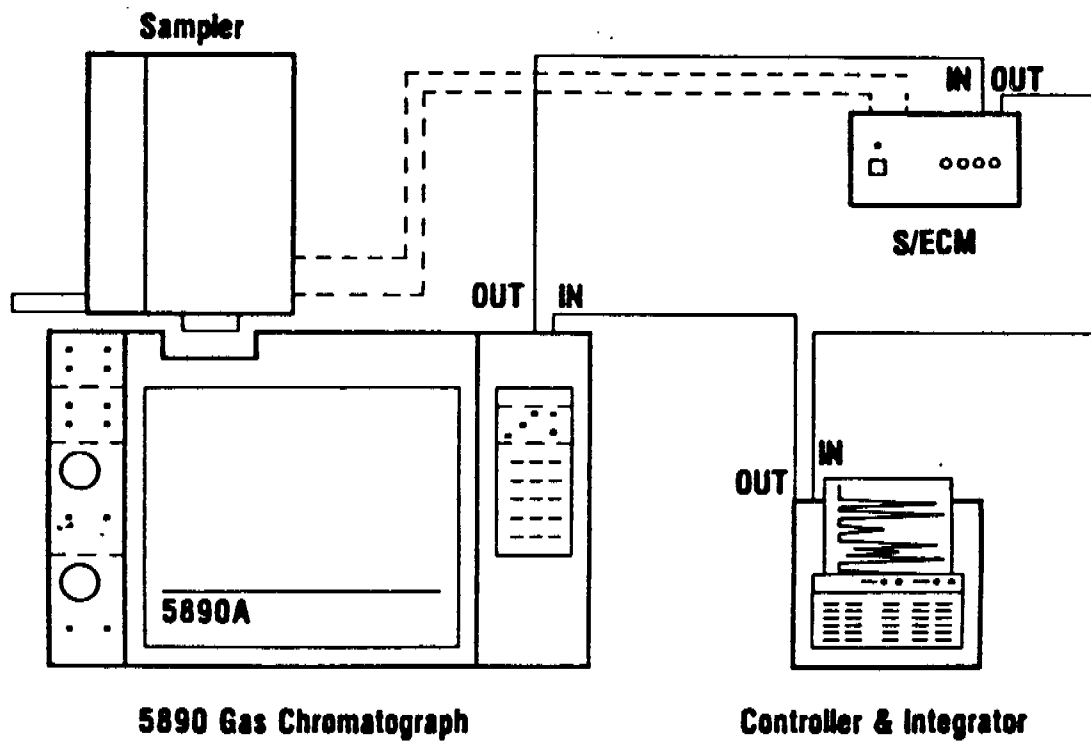 Sampler
IN OUT
S/ECM
OUT IN
IN
OUT
5890A
5890 Gas Chromatograph
Controller & Integrator